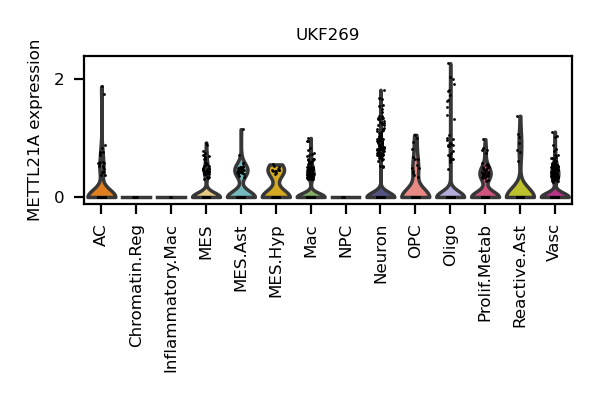 UKF269
METTL21A expression
2
0
AC
Chromatin.Reg
Inflammatory.Mac
MES
MES.Ast
MES.Hyp
Mac
NPC
Neuron
OPC
Oligo
Prolif.Metab
Reactive.Ast
Vasc